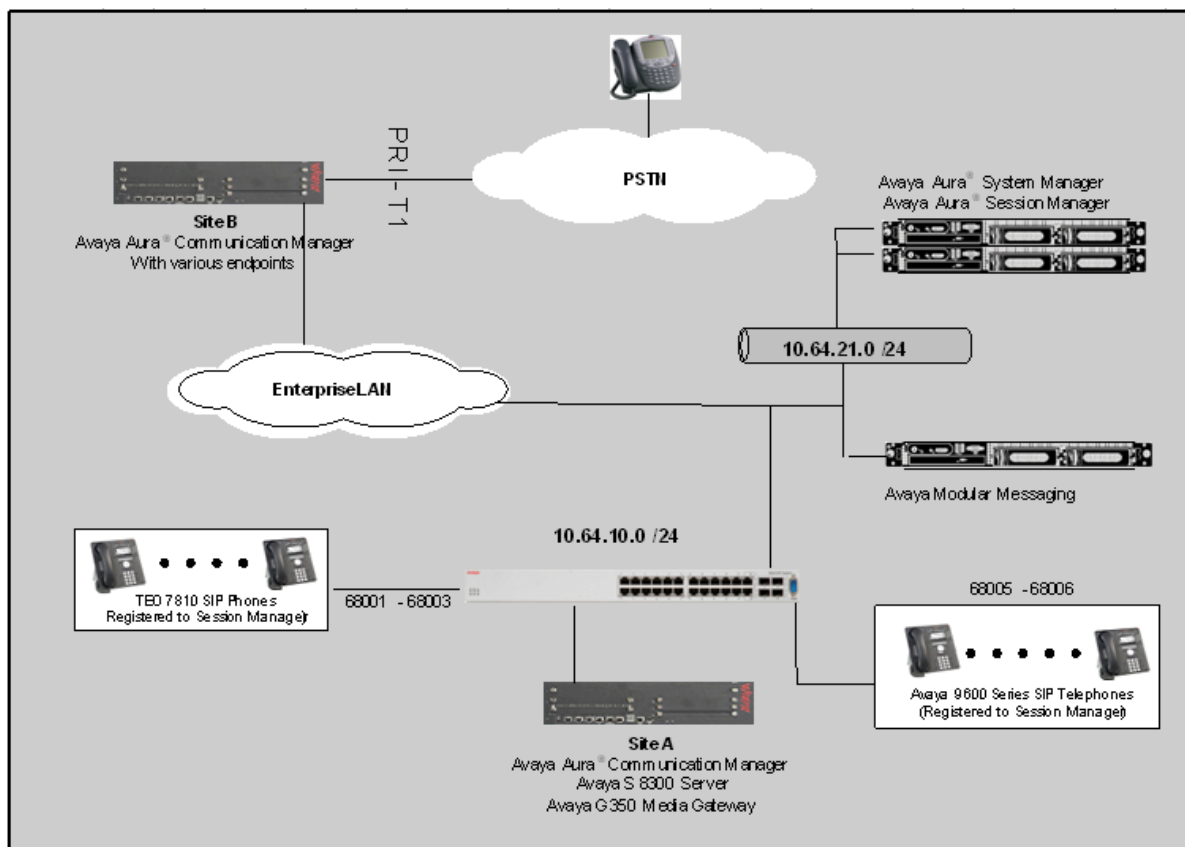 PRI-T1
PSTN
Avaya Aura® System Manager
Avaya Aura® Session Manager
Site B
Avaya Aura® Communication Manager
With various endpoints
10.64.21.0 /24
EnterpriseLAN
Avaya Modular Messaging
10.64.10.0 /24
TEO 7810 SIP Phones
Registered to Session Manager)
68001 - 68003
68005 - 68006
Avaya 9600 Series SIP Telephones
(Registered to Session Manager)
Site A
Avaya Aura® Communication Manager
Avaya S 8300 Server
Avaya G350 Media Gateway